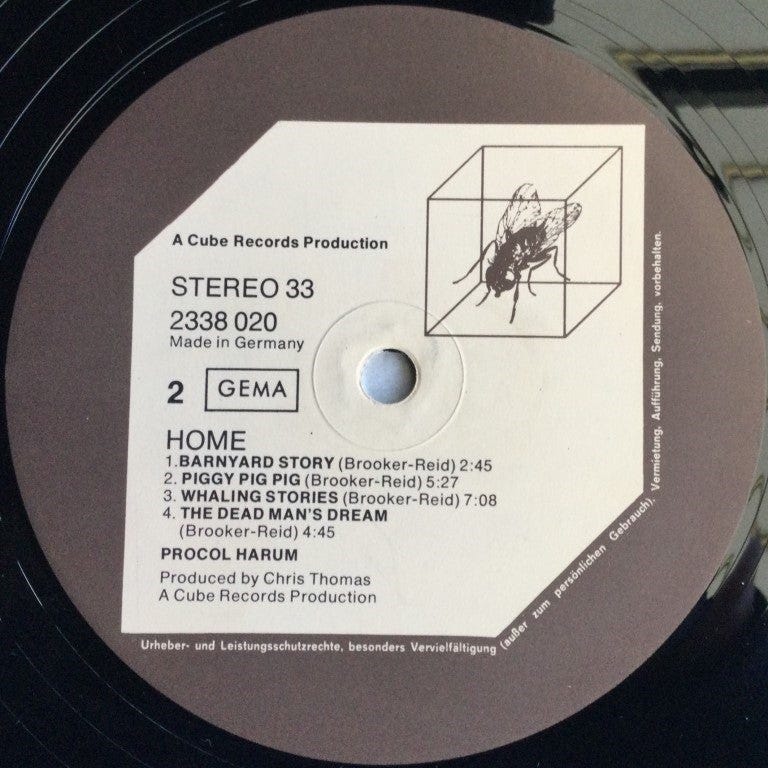 A Cube Records Production
STEREO 33
2338 020
Made in Germany
2 GEMA
HOME
1.BARNYARD STORY (Brooker-Reid) 2:45
2. PIGGY PIG PIG (Brooker-Reid) 5:27
3. WHALING STORIES (Brooker-Reid) 7:08
4. THE DEAD MAN'S DREAM
(Brooker-Reid) 4:45
PROCOL HARUM
Produced by Chris Thomas
A Cube Records Production
Urheber- und Leistungsschutzrechte, besonders Vervielfältigung (außer zum persönlichen Gebrauch), Vermietung, Aufführung, Sendung, vorbehalten.